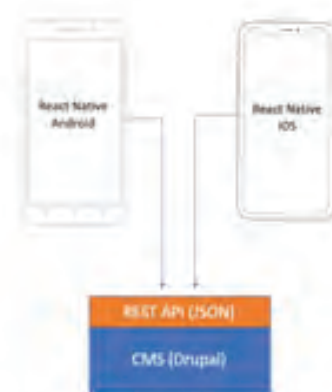 React Native
Android
React Native
iOS
REST API (JSON)
CMS (Drupal)